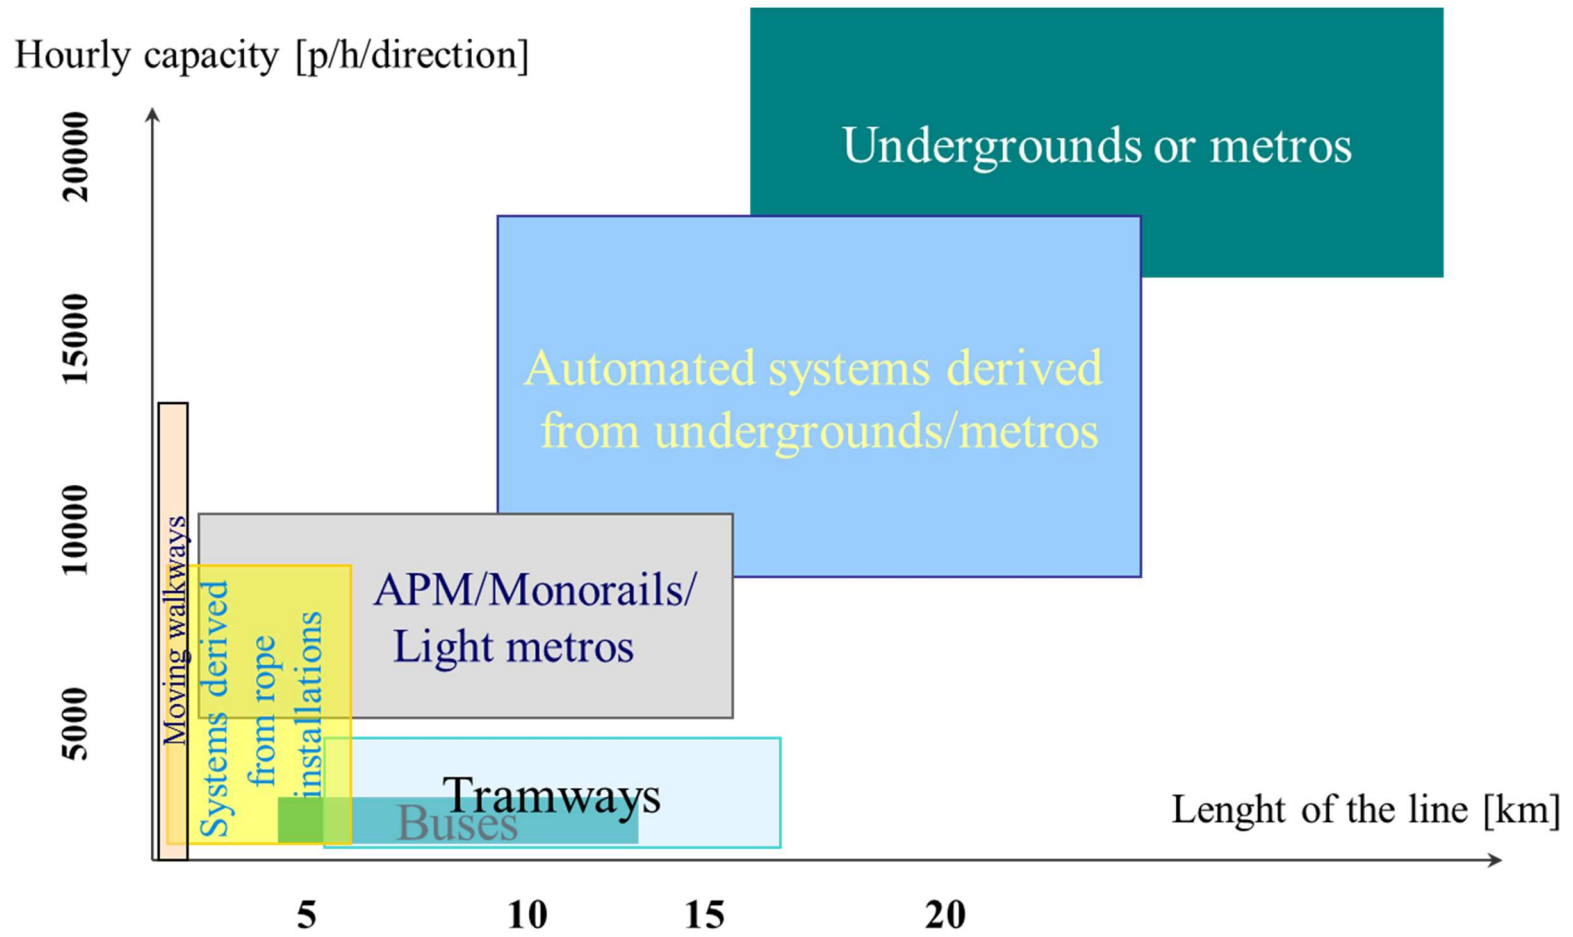 Hourly capacity [p/h/direction]
20000
15000
10000
5000
Undergrounds or metros
Automated systems derived
from undergrounds/metros
APM/Monorails/
Light metros
Moving walkways
Systems derived
from rope
installations
Tramways
Buses
Lenght of the line [km]
5 10 15 20